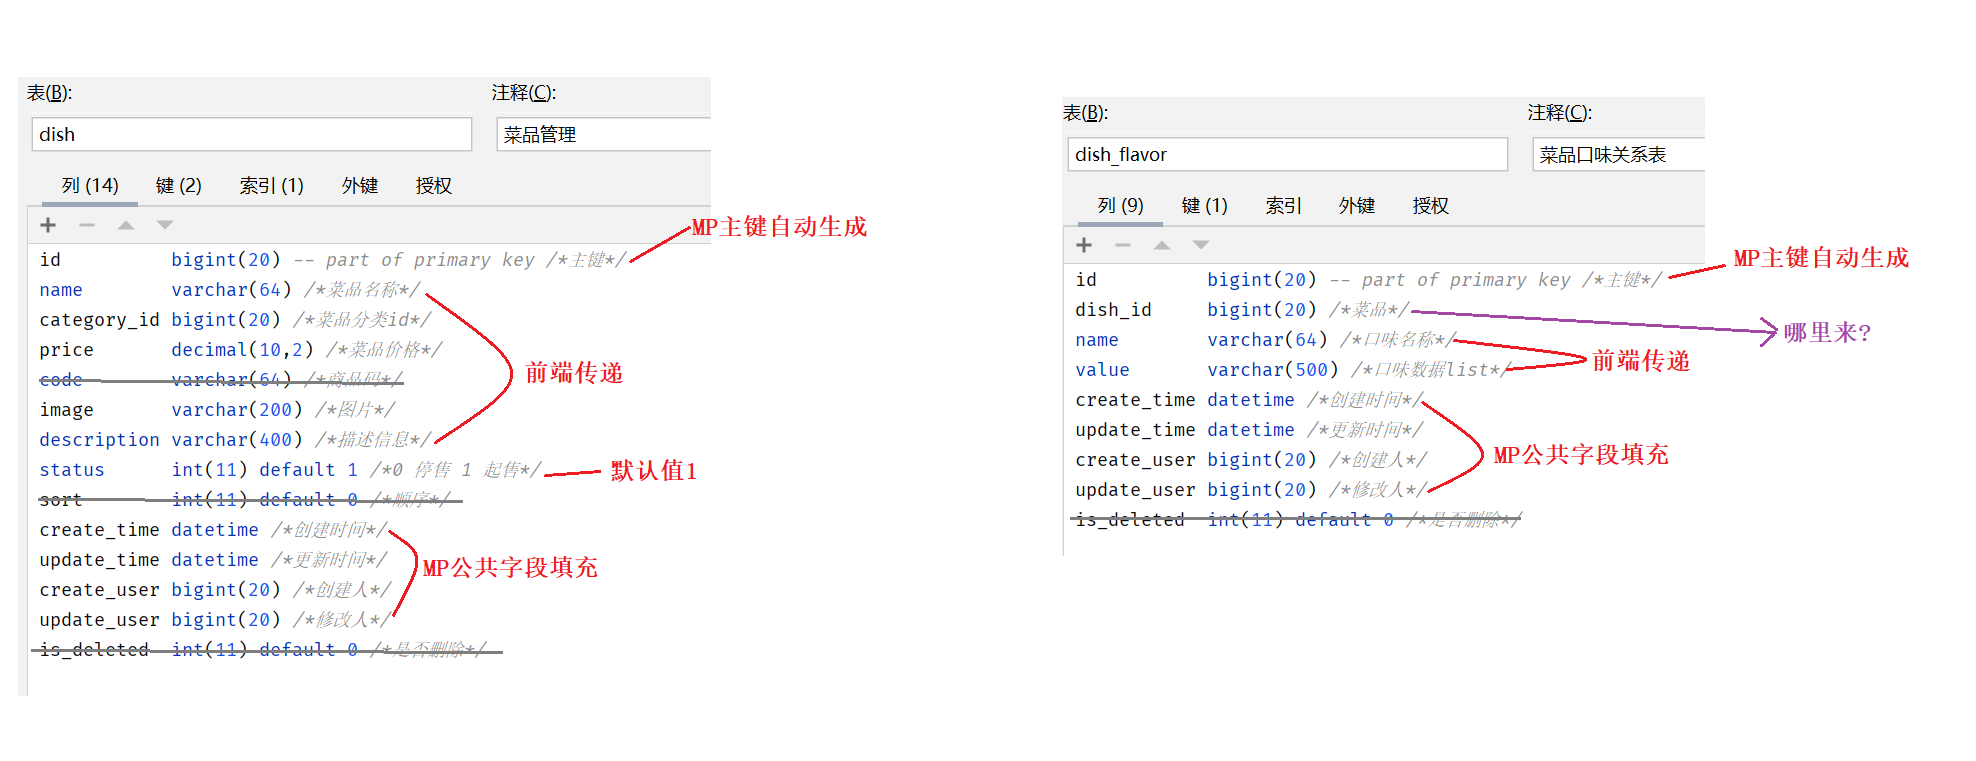 表(B):
注释(C):
dish
菜品管理
列 (14) 键 (2) 索引 (1) 外键 授权
MP主键自动生成
id bigint(20) -- part of primary key /*主键*/
name varchar(64) /*菜品名称*/
category_id bigint(20) /*菜品分类id*/
price decimal(10,2) /*菜品价格*/
前端传递
code varchar(64) /*商品码*/
image varchar(200) /*图片*/
description varchar(400) /*描述信息*/
status int(11) default 1 /*0 停售 1 起售*/
默认值1
sort int(11) default 0 /*顺序*/
create_time datetime /*创建时间*/
update_time datetime /*更新时间*/
MP公共字段填充
create_user bigint(20) /*创建人*/
update_user bigint(20) /*修改人*/
is_deleted int(11) default 0 /*是否删除*/
表(B):
注释(C):
dish_flavor
菜品口味关系表
列 (9) 键 (1) 索引 外键 授权
MP主键自动生成
id bigint(20) -- part of primary key /*主键*/
dish_id bigint(20) /*菜品*/
哪里来?
name varchar(64) /*口味名称*/
前端传递
value varchar(500) /*口味数据list*/
create_time datetime /*创建时间*/
update_time datetime /*更新时间*/
MP公共字段填充
create_user bigint(20) /*创建人*/
update_user bigint(20) /*修改人*/
is_deleted int(11) default 0 /*是否删除*/